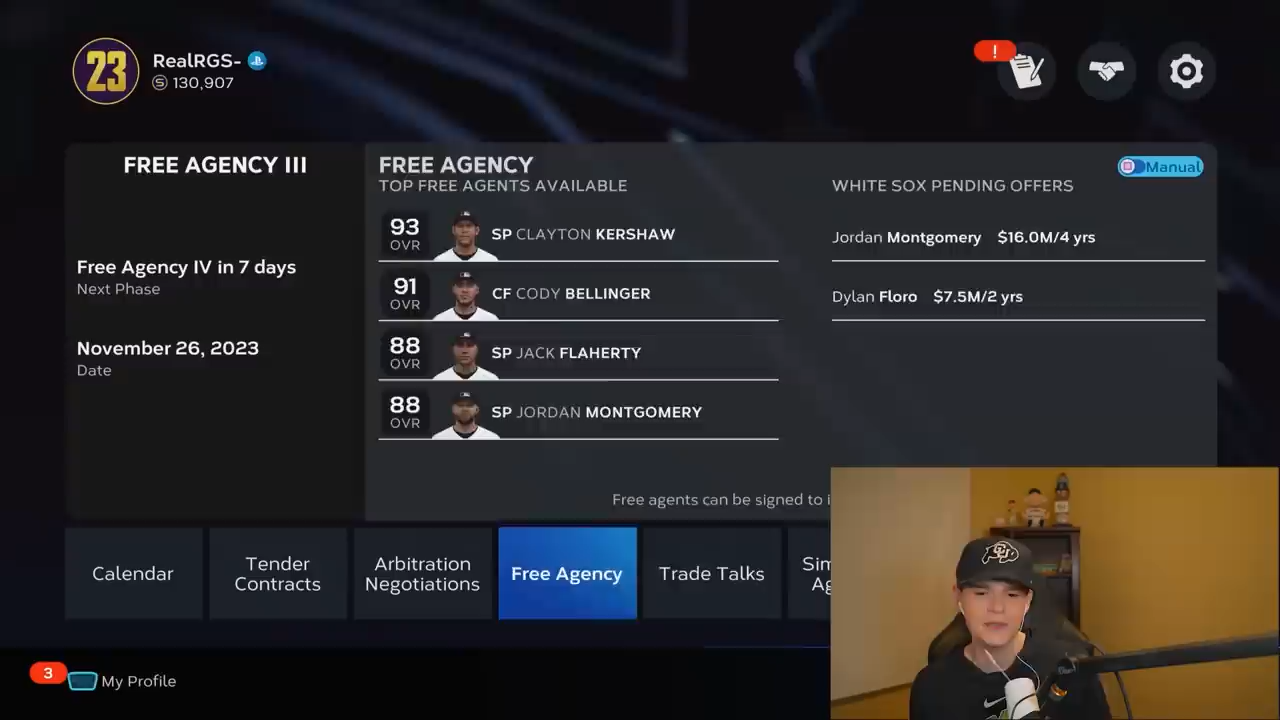 23
RealRGS-
130,907
!
FREE AGENCY III
Free Agency IV in 7 days
Next Phase
November 26, 2023
Date
FREE AGENCY
TOP FREE AGENTS AVAILABLE
93 OVR SP CLAYTON KERSHAW
91 OVR CF CODY BELLINGER
88 OVR SP JACK FLAHERTY
88 OVR SP JORDAN MONTGOMERY
Manual
WHITE SOX PENDING OFFERS
Jordan Montgomery $16.0M/4 yrs
Dylan Floro $7.5M/2 yrs
Free agents can be signed to i
Calendar
Tender
Contracts
Arbitration
Negotiations
Free Agency
Trade Talks
Sim
Ag
3
My Profile
CU